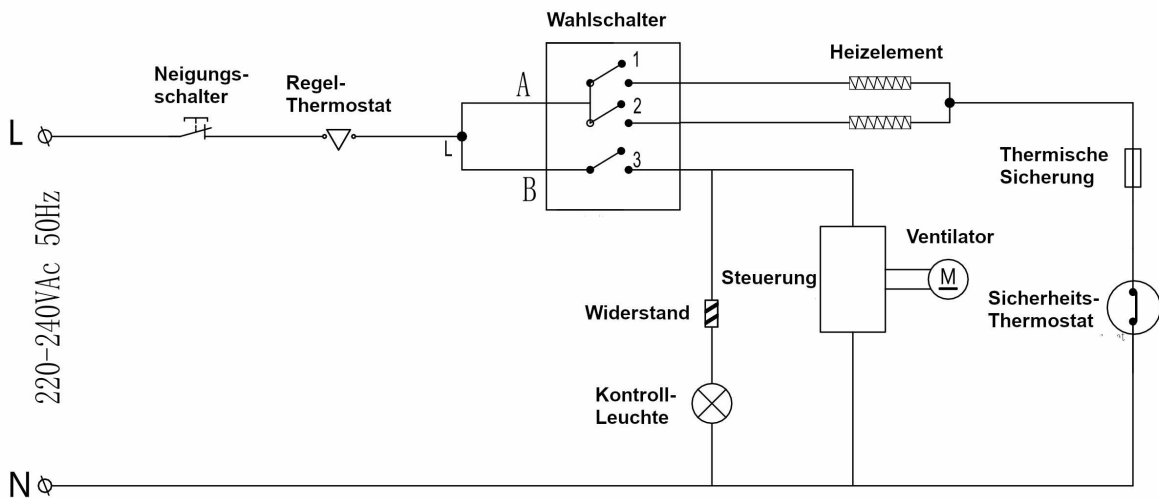 Wahlschalter
Neigungs-
schalter
Regel-
Thermostat
Heizelement
A
1
2
L
L
B
3
Thermische
Sicherung
220-240VAc 50Hz
Steuerung
Ventilator
M
Widerstand
Sicherheits-
Thermostat
Kontroll-
Leuchte
N